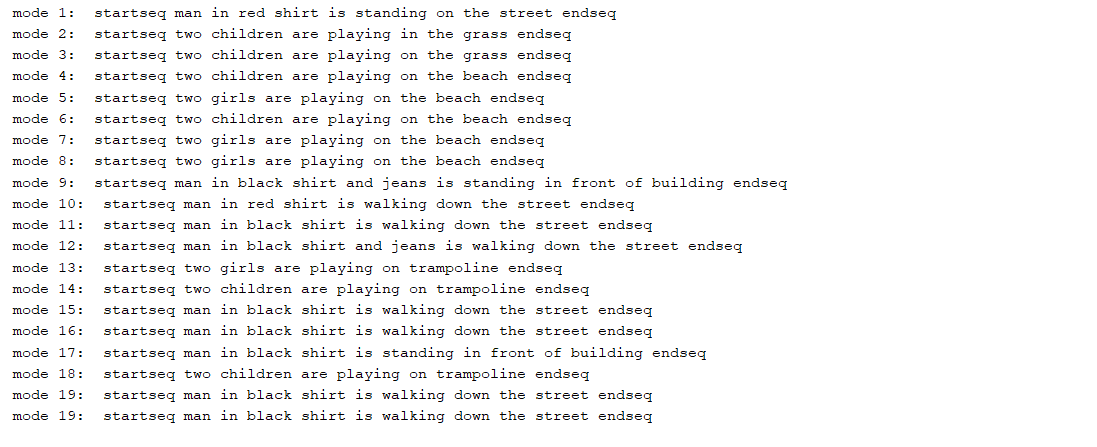 mode 1:  startseq man in red shirt is standing on the street endseq
mode 2:  startseq two children are playing in the grass endseq
mode 3:  startseq two children are playing on the grass endseq
mode 4:  startseq two children are playing on the beach endseq
mode 5:  startseq two girls are playing on the beach endseq
mode 6:  startseq two children are playing on the beach endseq
mode 7:  startseq two girls are playing on the beach endseq
mode 8:  startseq two girls are playing on the beach endseq
mode 9:  startseq man in black shirt and jeans is standing in front of building endseq
mode 10:  startseq man in red shirt is walking down the street endseq
mode 11:  startseq man in black shirt is walking down the street endseq
mode 12:  startseq man in black shirt and jeans is walking down the street endseq
mode 13:  startseq two girls are playing on trampoline endseq
mode 14:  startseq two children are playing on trampoline endseq
mode 15:  startseq man in black shirt is walking down the street endseq
mode 16:  startseq man in black shirt is walking down the street endseq
mode 17:  startseq man in black shirt is standing in front of building endseq
mode 18:  startseq two children are playing on trampoline endseq
mode 19:  startseq man in black shirt is walking down the street endseq
mode 19:  startseq man in black shirt is walking down the street endseq